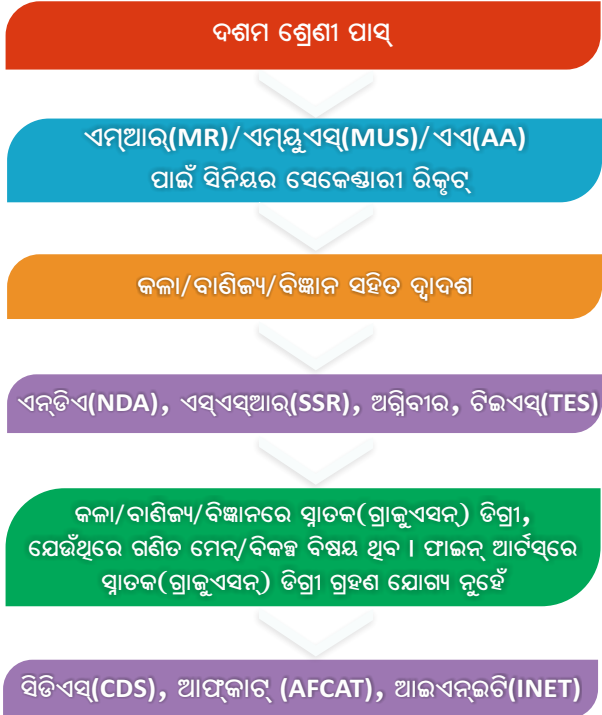 ଦଶମ ଶ୍ରେଣୀ ପାସ୍
ଏମ୍ଆର(MR)/ଏମ୍ୟୁଏସ୍(MUS)/ଏଏ(AA)
ପାଇଁ ସିନିୟର ସେକେଣ୍ଡାରୀ ରିକ୍ରୁଟ୍
କଳା/ବାଣିଜ୍ୟ/ବିଜ୍ଞାନ ସହିତ ଦ୍ୱାଦଶ
ଏନ୍ଡିଏ(NDA), ଏସ୍ଏସ୍ଆର(SSR), ଅଗ୍ନିବୀର, ଟିଇଏସ୍(TES)
କଳା/ବାଣିଜ୍ୟ/ବିଜ୍ଞାନରେ ସ୍ନାତକ(ଗ୍ରାଜୁଏସନ୍) ଡିଗ୍ରୀ,
ଯେଉଁଥିରେ ଗଣିତ ମେନ୍/ବିକଳ୍ପ ବିଷୟ ଥିବ । ଫାଇନ୍ ଆର୍ଟସ୍‌ରେ
ସ୍ନାତକ(ଗ୍ରାଜୁଏସନ୍) ଡିଗ୍ରୀ ଗ୍ରହଣ ଯୋଗ୍ୟ ନୁହେଁ
ସିଡିଏସ୍(CDS), ଆଫ୍‌କାଟ୍ (AFCAT), ଆଇଏନ୍ଇଟି(INET)